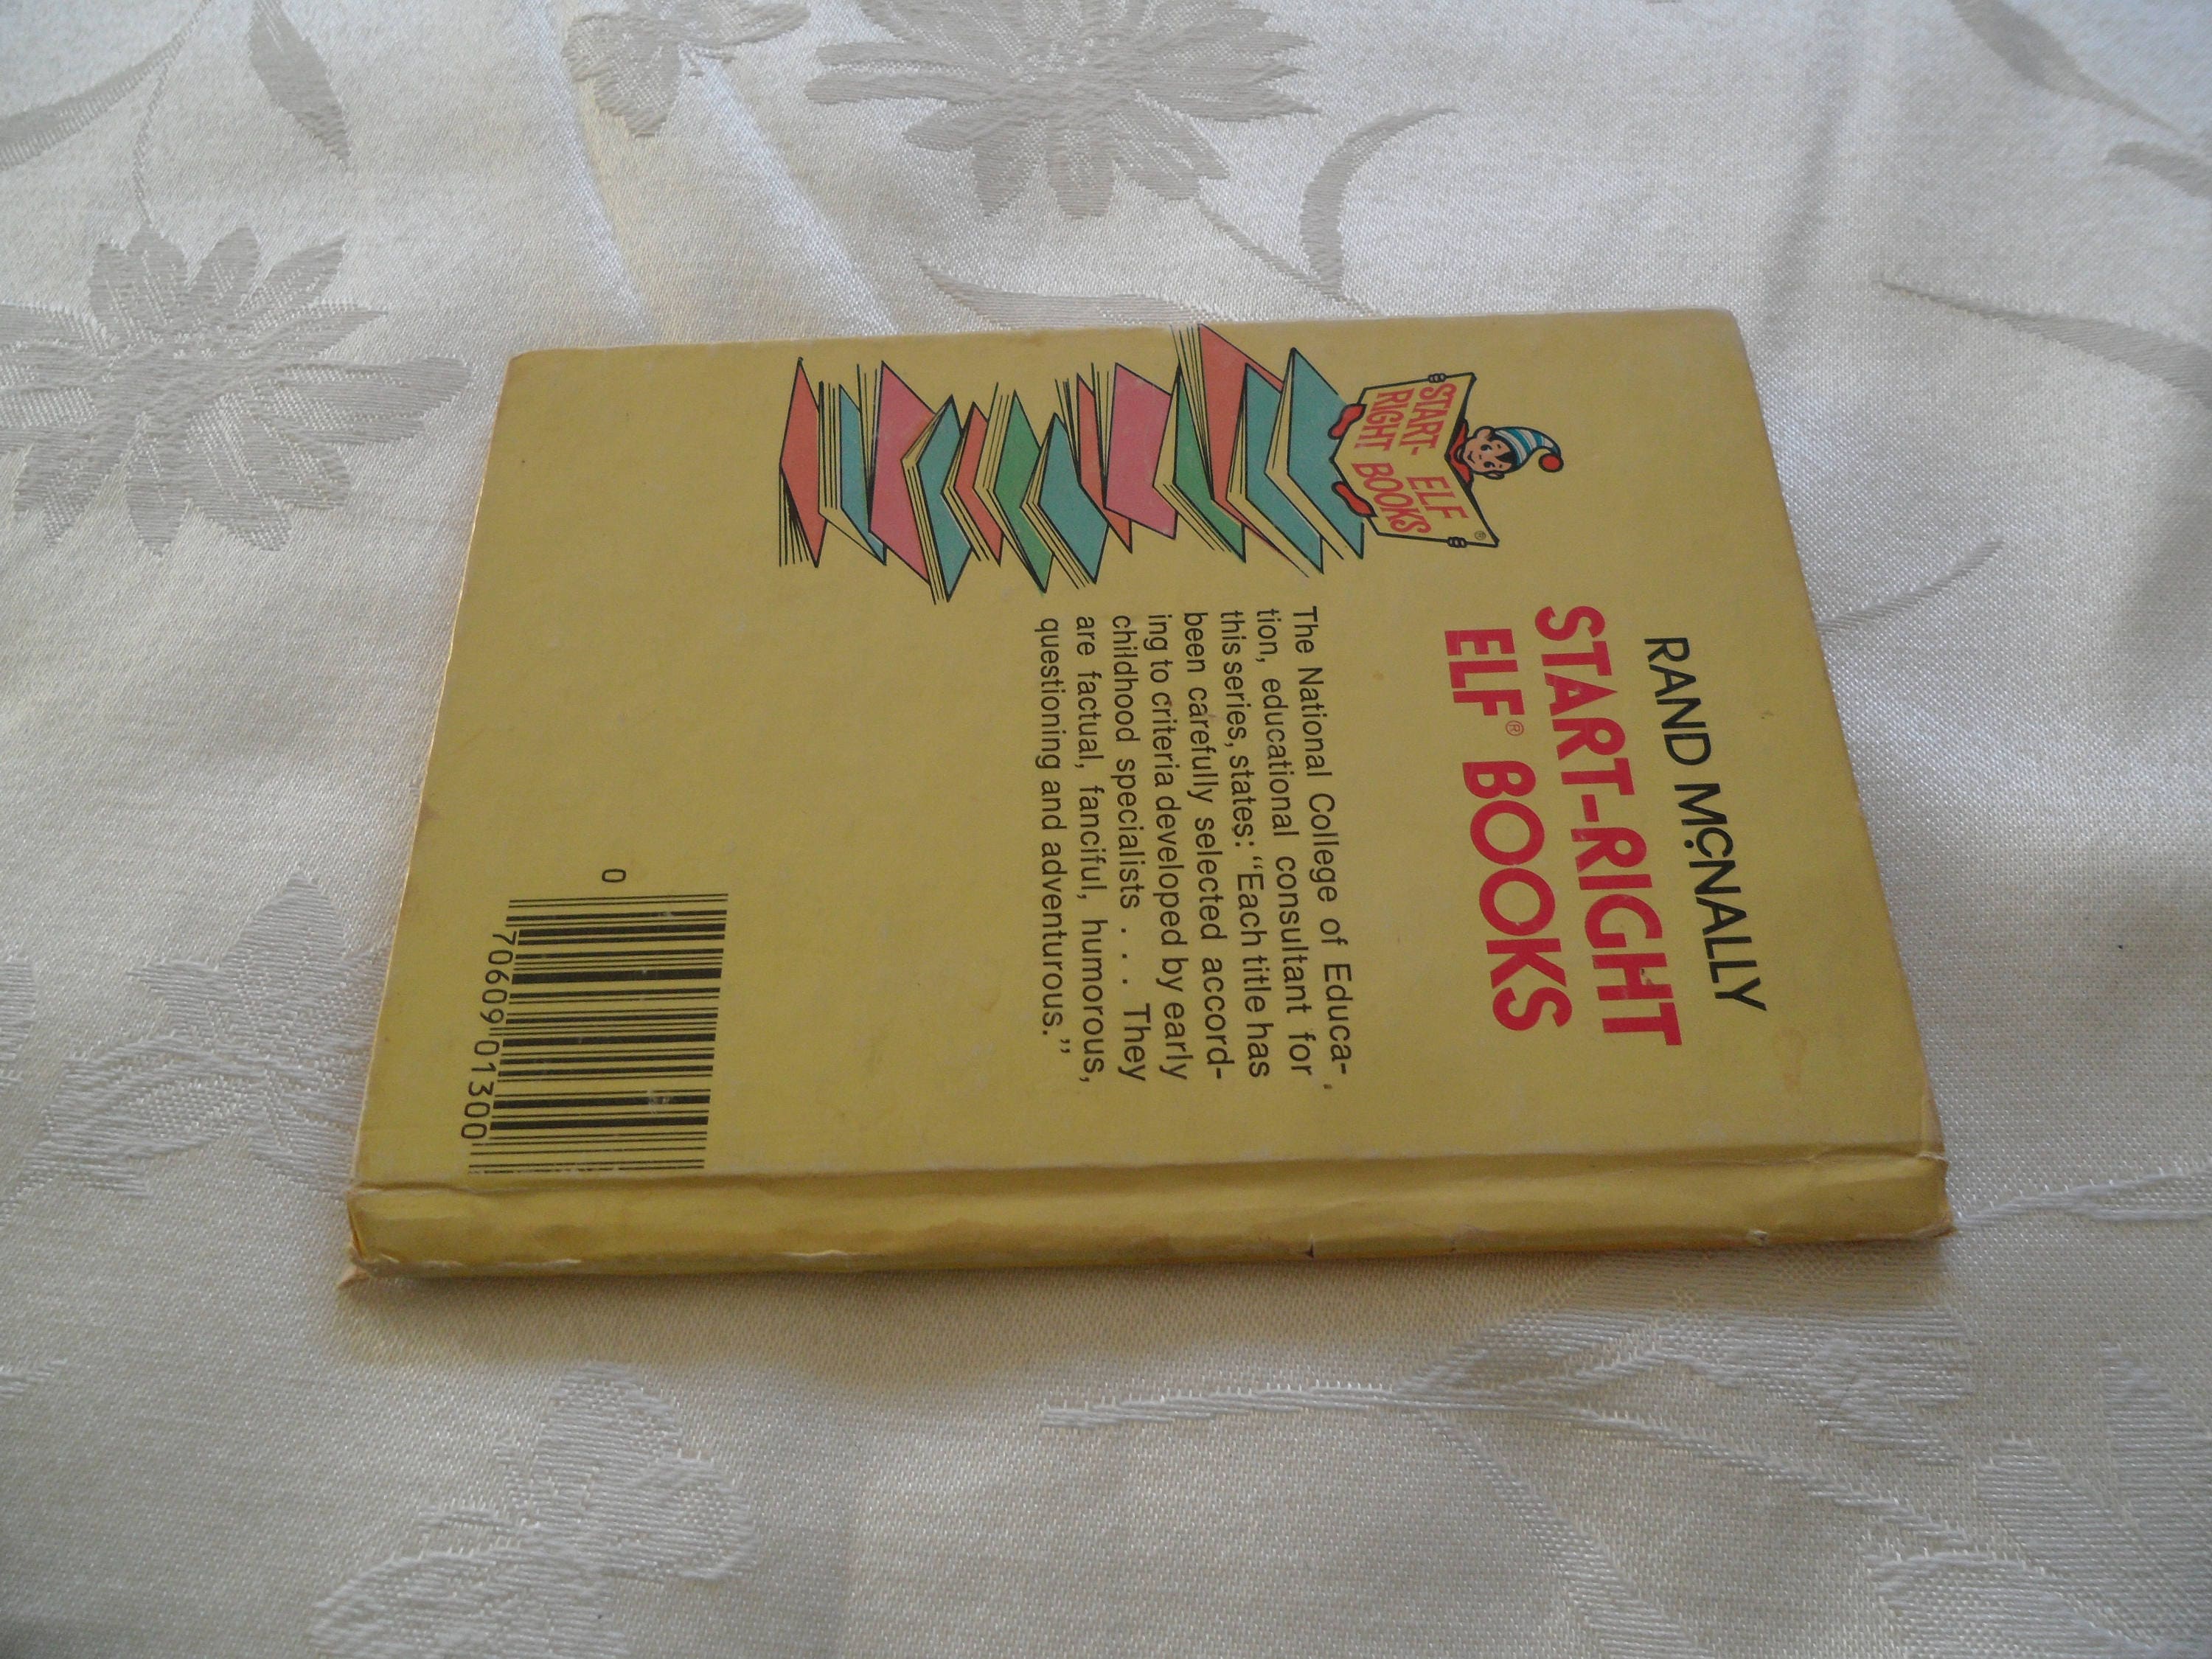 RAND McNALLY
START-RIGHT
ELF® BOOKS
START- ELF
RIGHT BOOKS®
The National College of Educa-
tion, educational consultant for
this series, states: “Each title has
been carefully selected accord-
ing to criteria developed by early
childhood specialists . . . They
are factual, fanciful, humorous,
questioning and adventurous.”
0
70609 01300